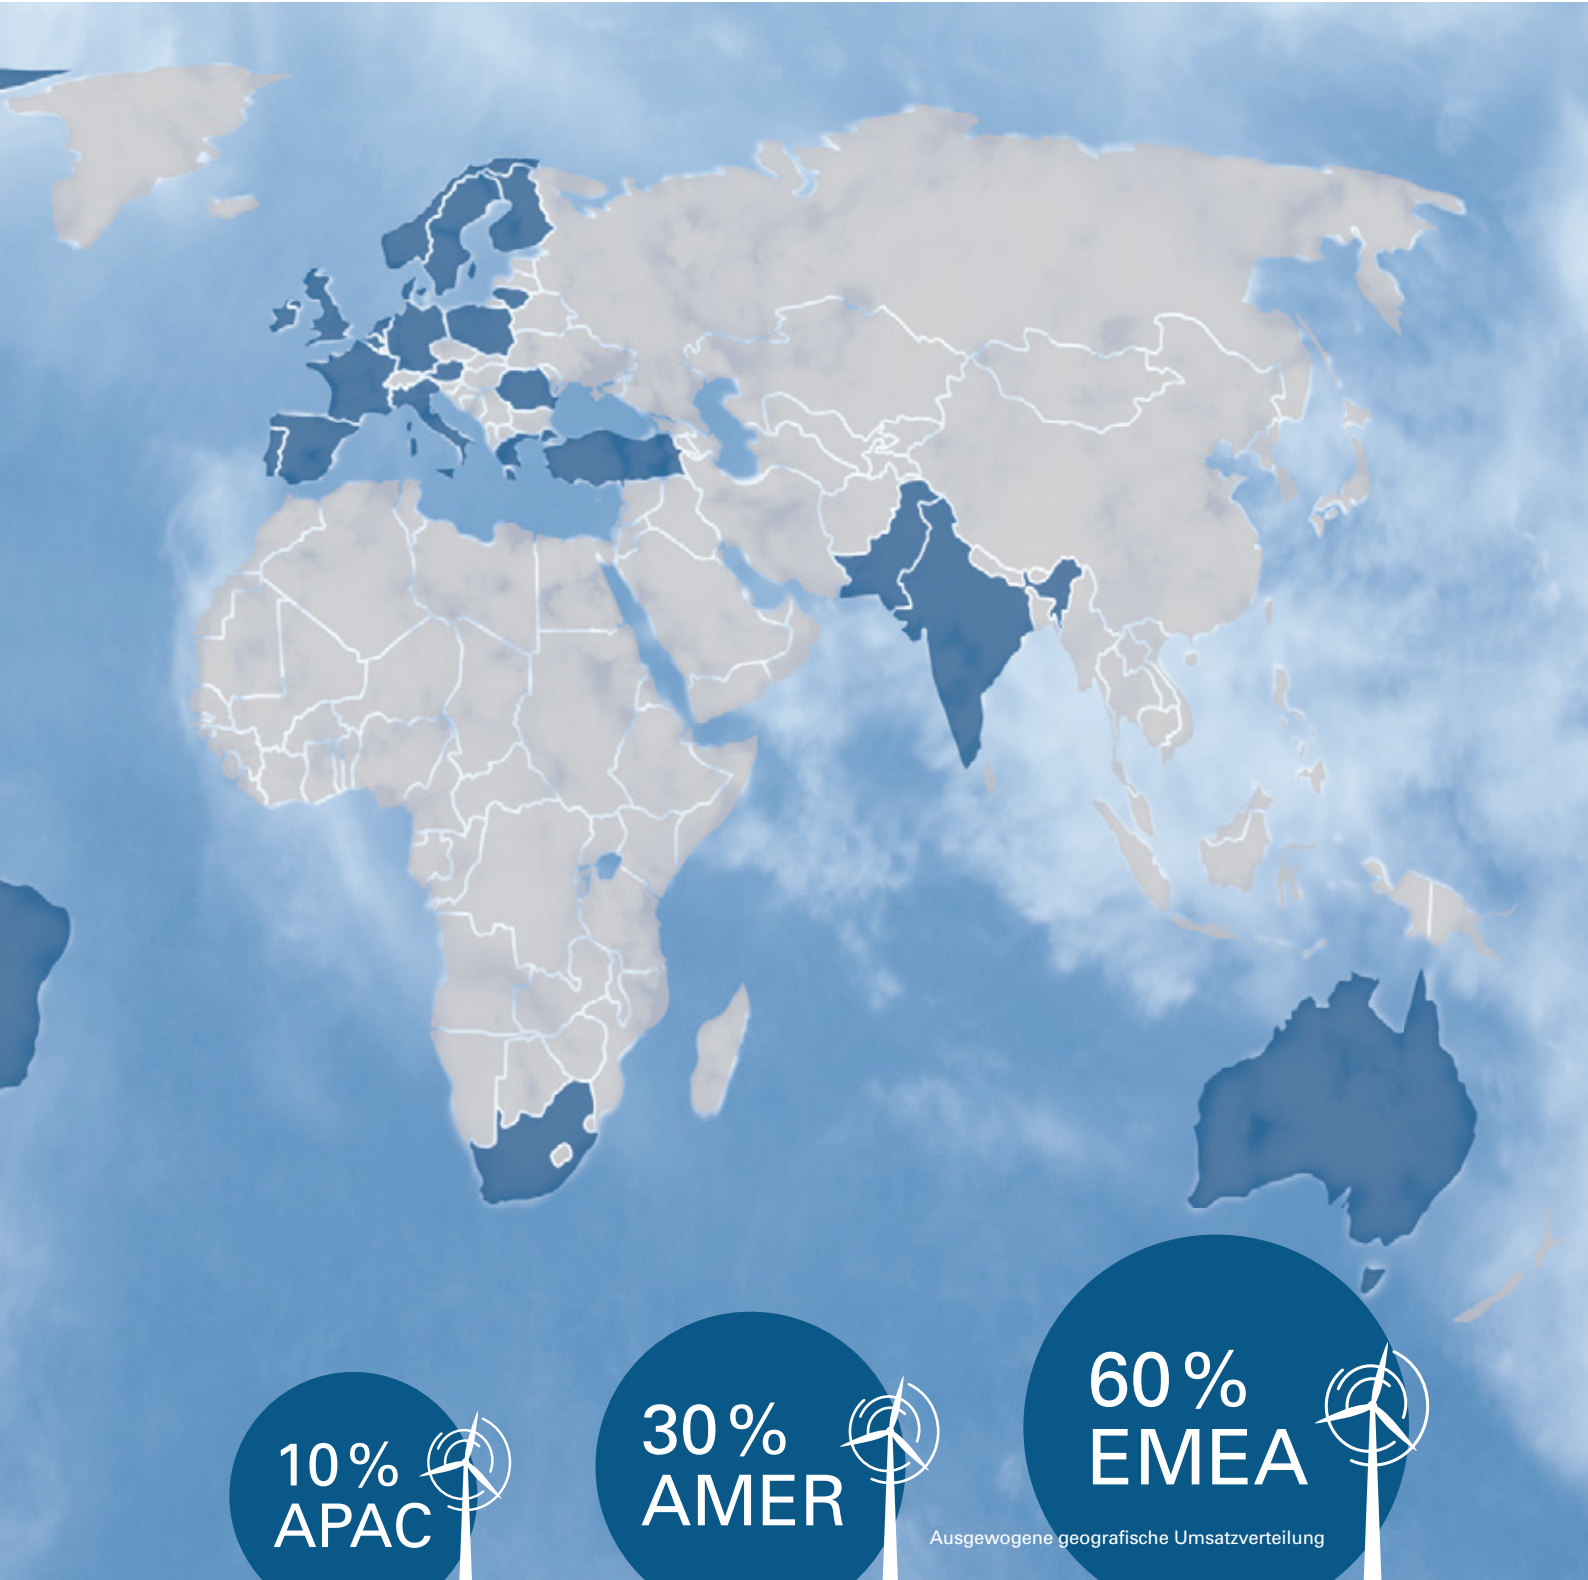 10 %
APAC
30 %
AMER
60 %
EMEA
Ausgewogene geografische Umsatzverteilung